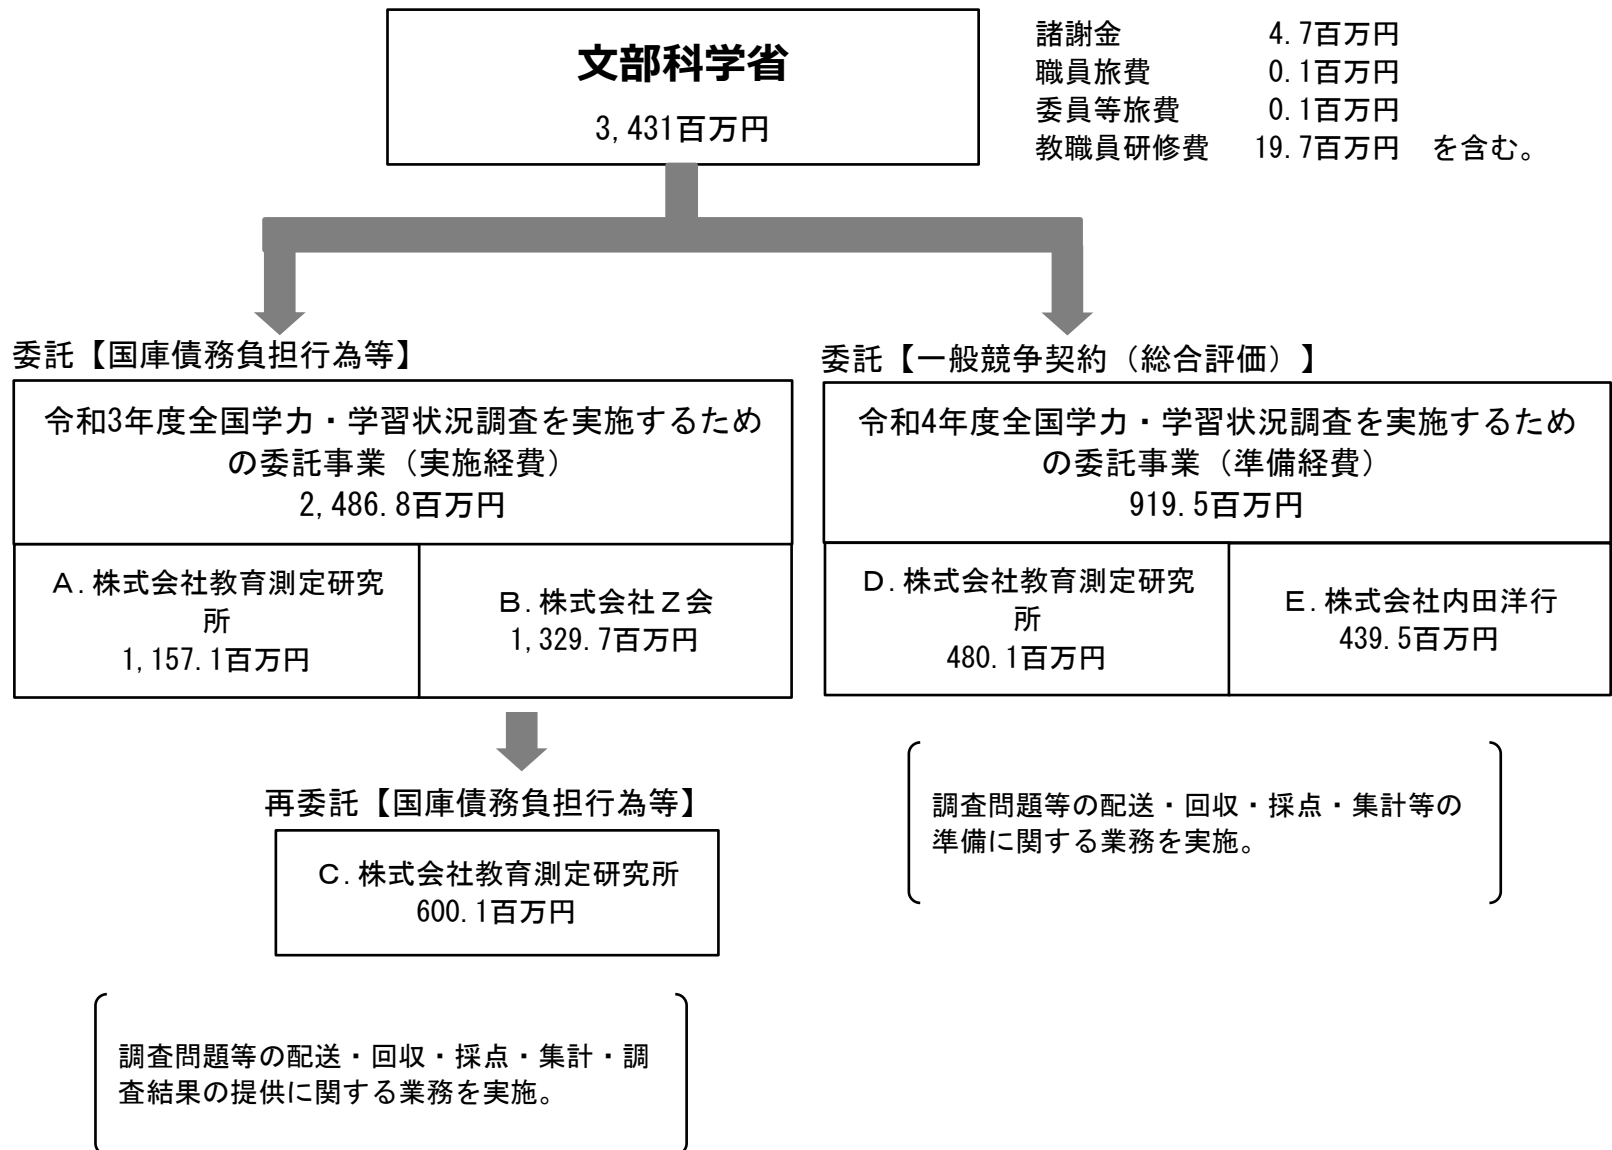 文部科学省
3,431百万円
諸謝金 4.7百万円
職員旅費 0.1百万円
委員等旅費 0.1百万円
教職員研修費 19.7百万円 を含む。
委託【国庫債務負担行為等】
令和3年度全国学力・学習状況調査を実施するため
の委託事業（実施経費）
2,486.8百万円
Ａ.株式会社教育測定研究
所
1,157.1百万円
Ｂ.株式会社Ｚ会
1,329.7百万円
再委託【国庫債務負担行為等】
Ｃ.株式会社教育測定研究所
600.1百万円
調査問題等の配送・回収・採点・集計・調
査結果の提供に関する業務を実施。
委託【一般競争契約（総合評価）】
令和4年度全国学力・学習状況調査を実施するため
の委託事業（準備経費）
919.5百万円
Ｄ.株式会社教育測定研究
所
480.1百万円
Ｅ.株式会社内田洋行
439.5百万円
調査問題等の配送・回収・採点・集計等の
準備に関する業務を実施。